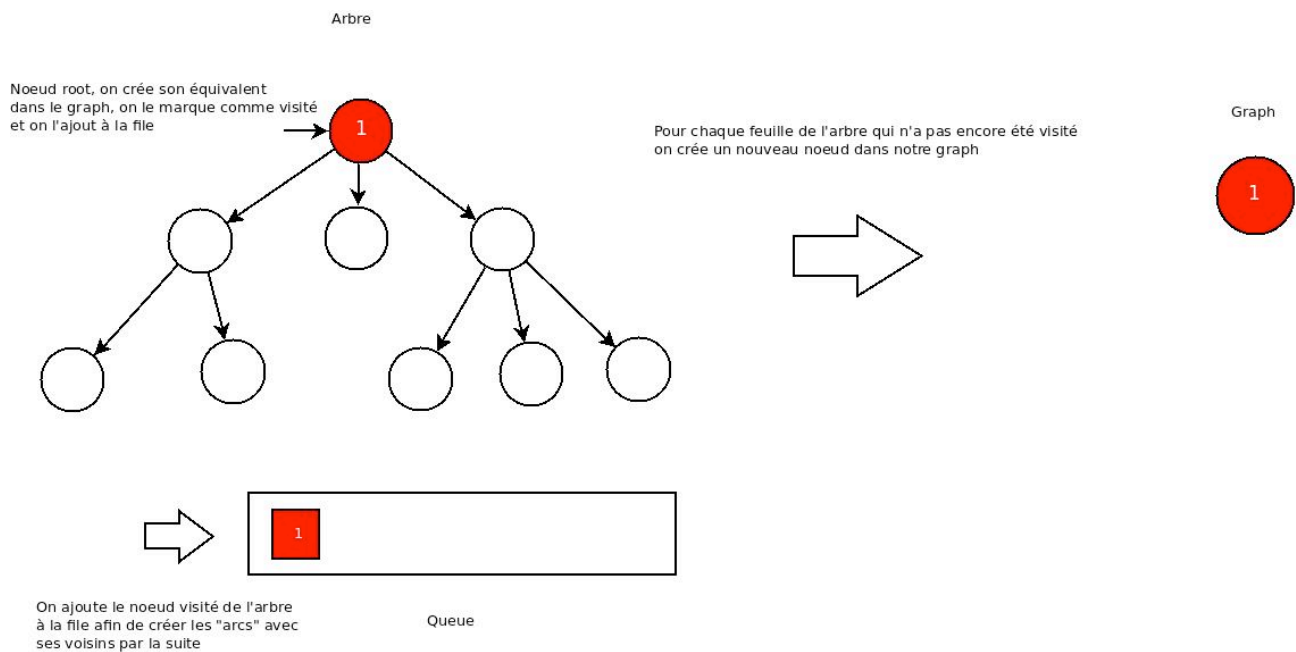 Arbre
Noeud root, on crée son équivalent
dans le graph, on le marque comme visité
et on l'ajout à la file
1
Pour chaque feuille de l'arbre qui n'a pas encore été visité
on crée un nouveau noeud dans notre graph
Graph
1
1
On ajoute le noeud visité de l'arbre
à la file afin de créer les "arcs" avec
ses voisins par la suite
Queue